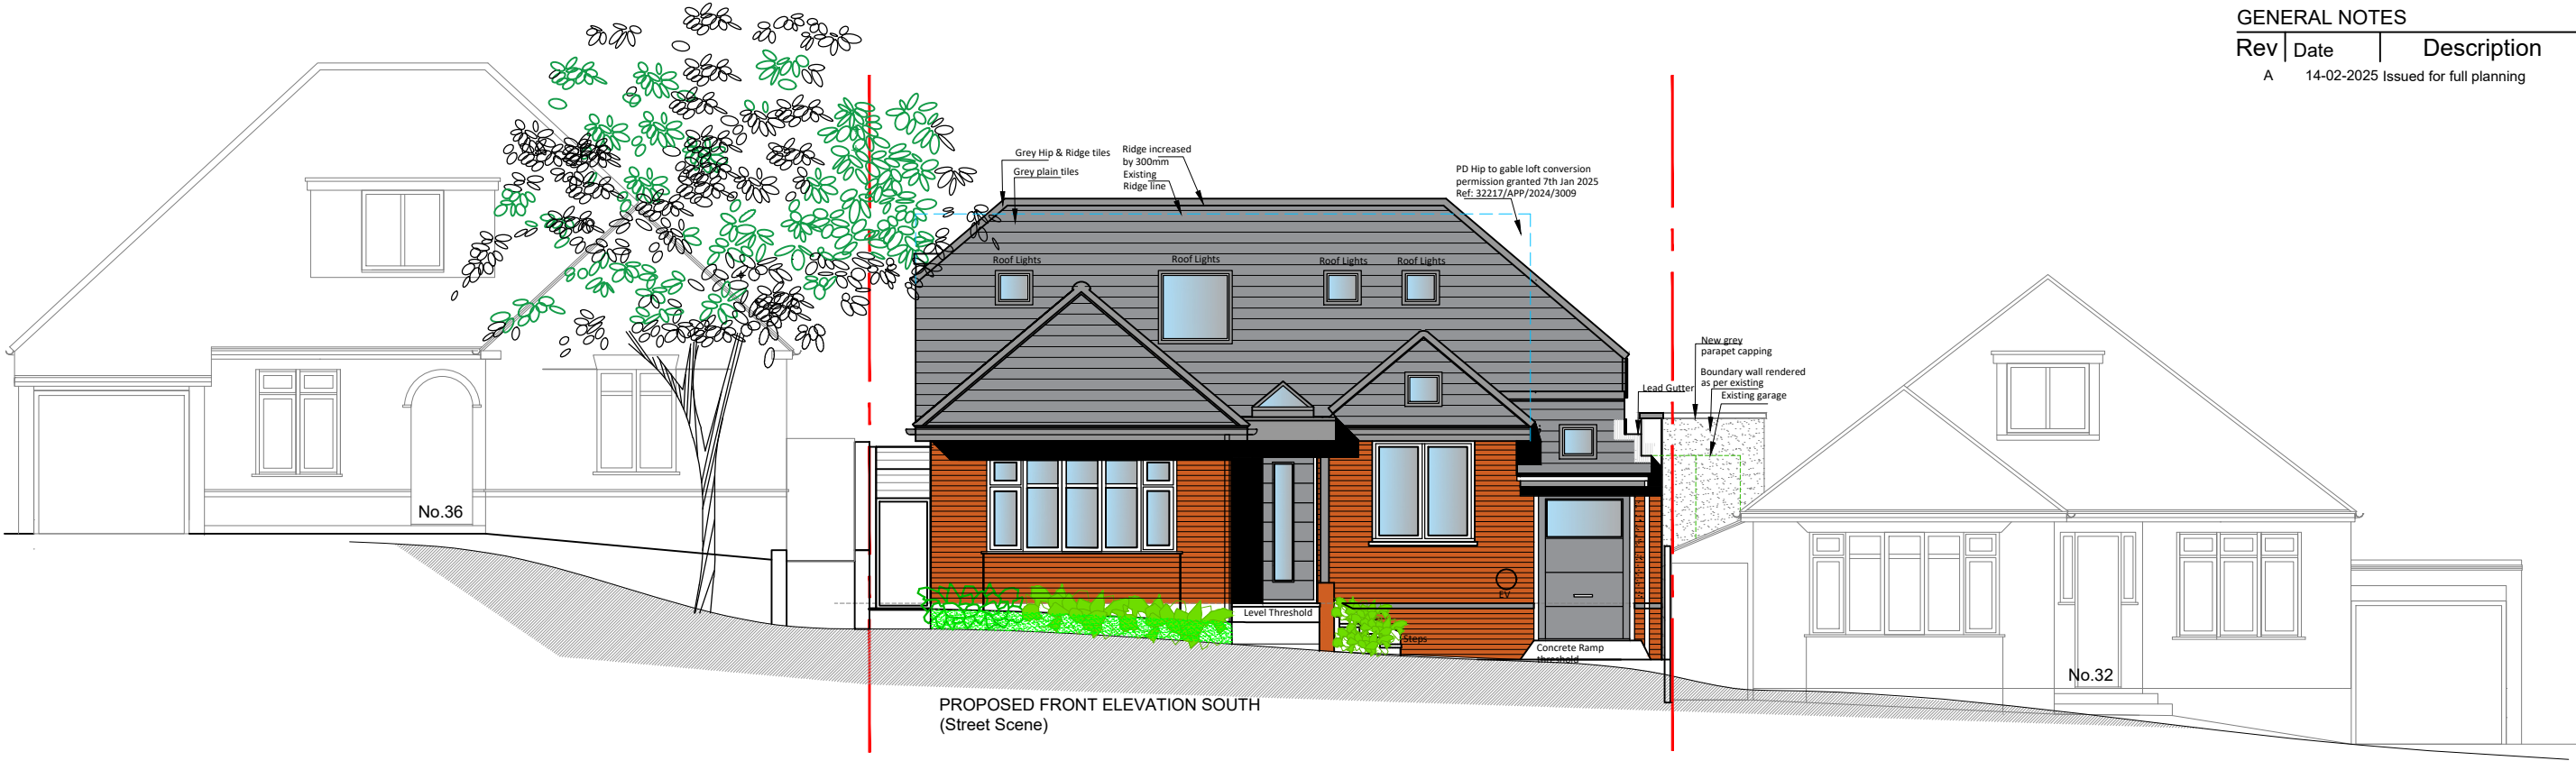 GENERAL NOTES
Rev Date Description
A 14-02-2025 Issued for full planning
Grey Hip & Ridge tiles
Grey plain tiles
Ridge increased
by 300mm
Existing
Ridge line
PD Hip to gable loft conversion
permission granted 7th Jan 2025
Ref: 32217/APP/2024/3009
Roof Lights
Roof Lights
Roof Lights
Roof Lights
New grey
parapet capping
Boundary wall rendered
as per existing
Existing garage
Lead Gutter
No.36
EV
Level Threshold
Steps
Concrete Ramp
threshold
No.32
PROPOSED FRONT ELEVATION SOUTH
(Street Scene)